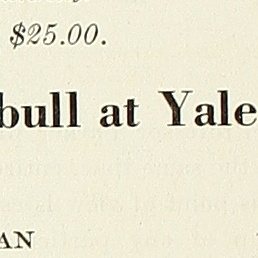 $25.00.
bull at Yale
AN